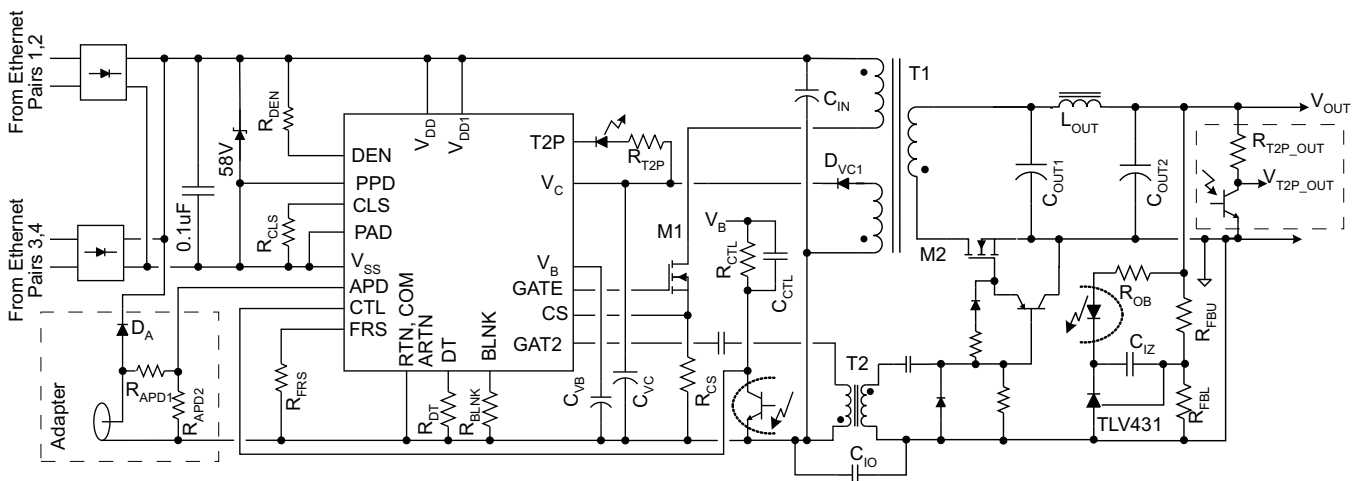 From Ethernet
Pairs 1,2
From Ethernet
Pairs 3,4
58V
0.1uF
R_DEN
R_CLS
DEN
PPD
CLS
PAD
V_SS
APD
CTL
FRS
V_DD
V_DD1
T2P
V_C
V_B
GATE
CS
GAT2
RTN, COM
ARTN
DT
BLNK
Adapter
D_A
R_APD1
R_APD2
R_FRS
R_DT
R_BLNK
C_VB
C_VC
R_T2P
D_VC1
M1
V_B
R_CTL
C_CTL
R_CS
C_IN
T1
T2
C_IO
M2
C_OUT1
L_OUT
C_OUT2
V_OUT
R_T2P_OUT
V_T2P_OUT
R_OB
R_FBU
C_IZ
R_FBL
TLV431